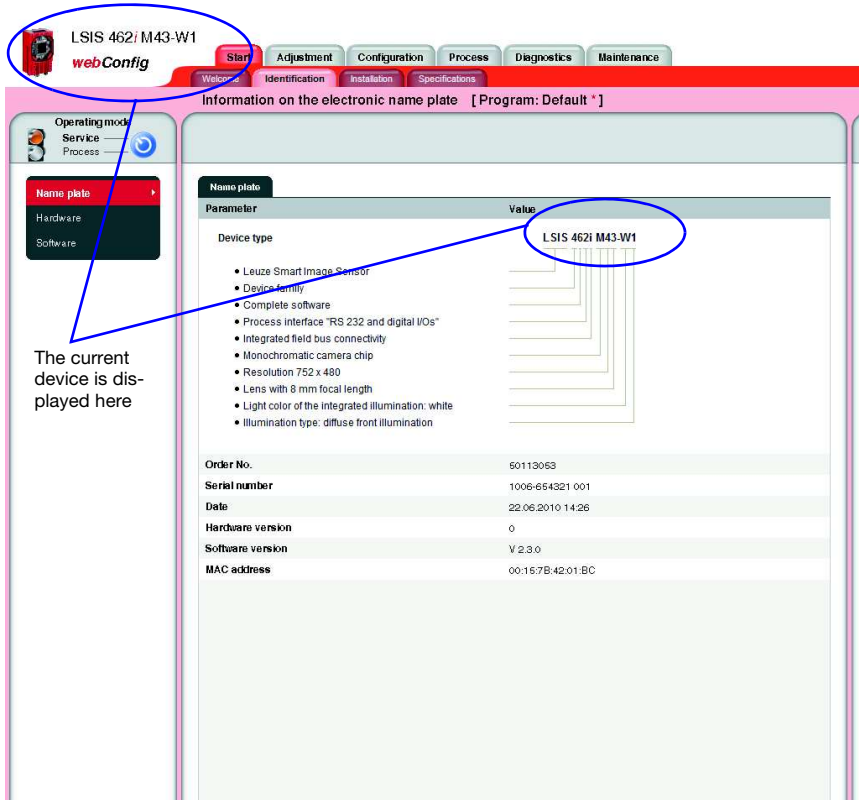 LSIS 462i M43-W1
webConfig
Start Adjustment Configuration Process Diagnostics Maintenance
Welcome Identification Installation Specifications
Information on the electronic name plate [ Program: Default * ]
Operating mode
Service
Process
Name plate
Hardware
Software
The current
device is dis-
played here
Name plate
Parameter Value
Device type LSIS 462i M43-W1
• Leuze Smart Image Sensor
• Device family
• Complete software
• Process interface "RS 232 and digital I/Os"
• Integrated field bus connectivity
• Monochromatic camera chip
• Resolution 752 x 480
• Lens with 8 mm focal length
• Light color of the integrated illumination: white
• Illumination type: diffuse front illumination
Order No. 50113053
Serial number 1006-654321 001
Date 22.06.2010 14:26
Hardware version 0
Software version V 2.3.0
MAC address 00:15:7B:42:01:BC